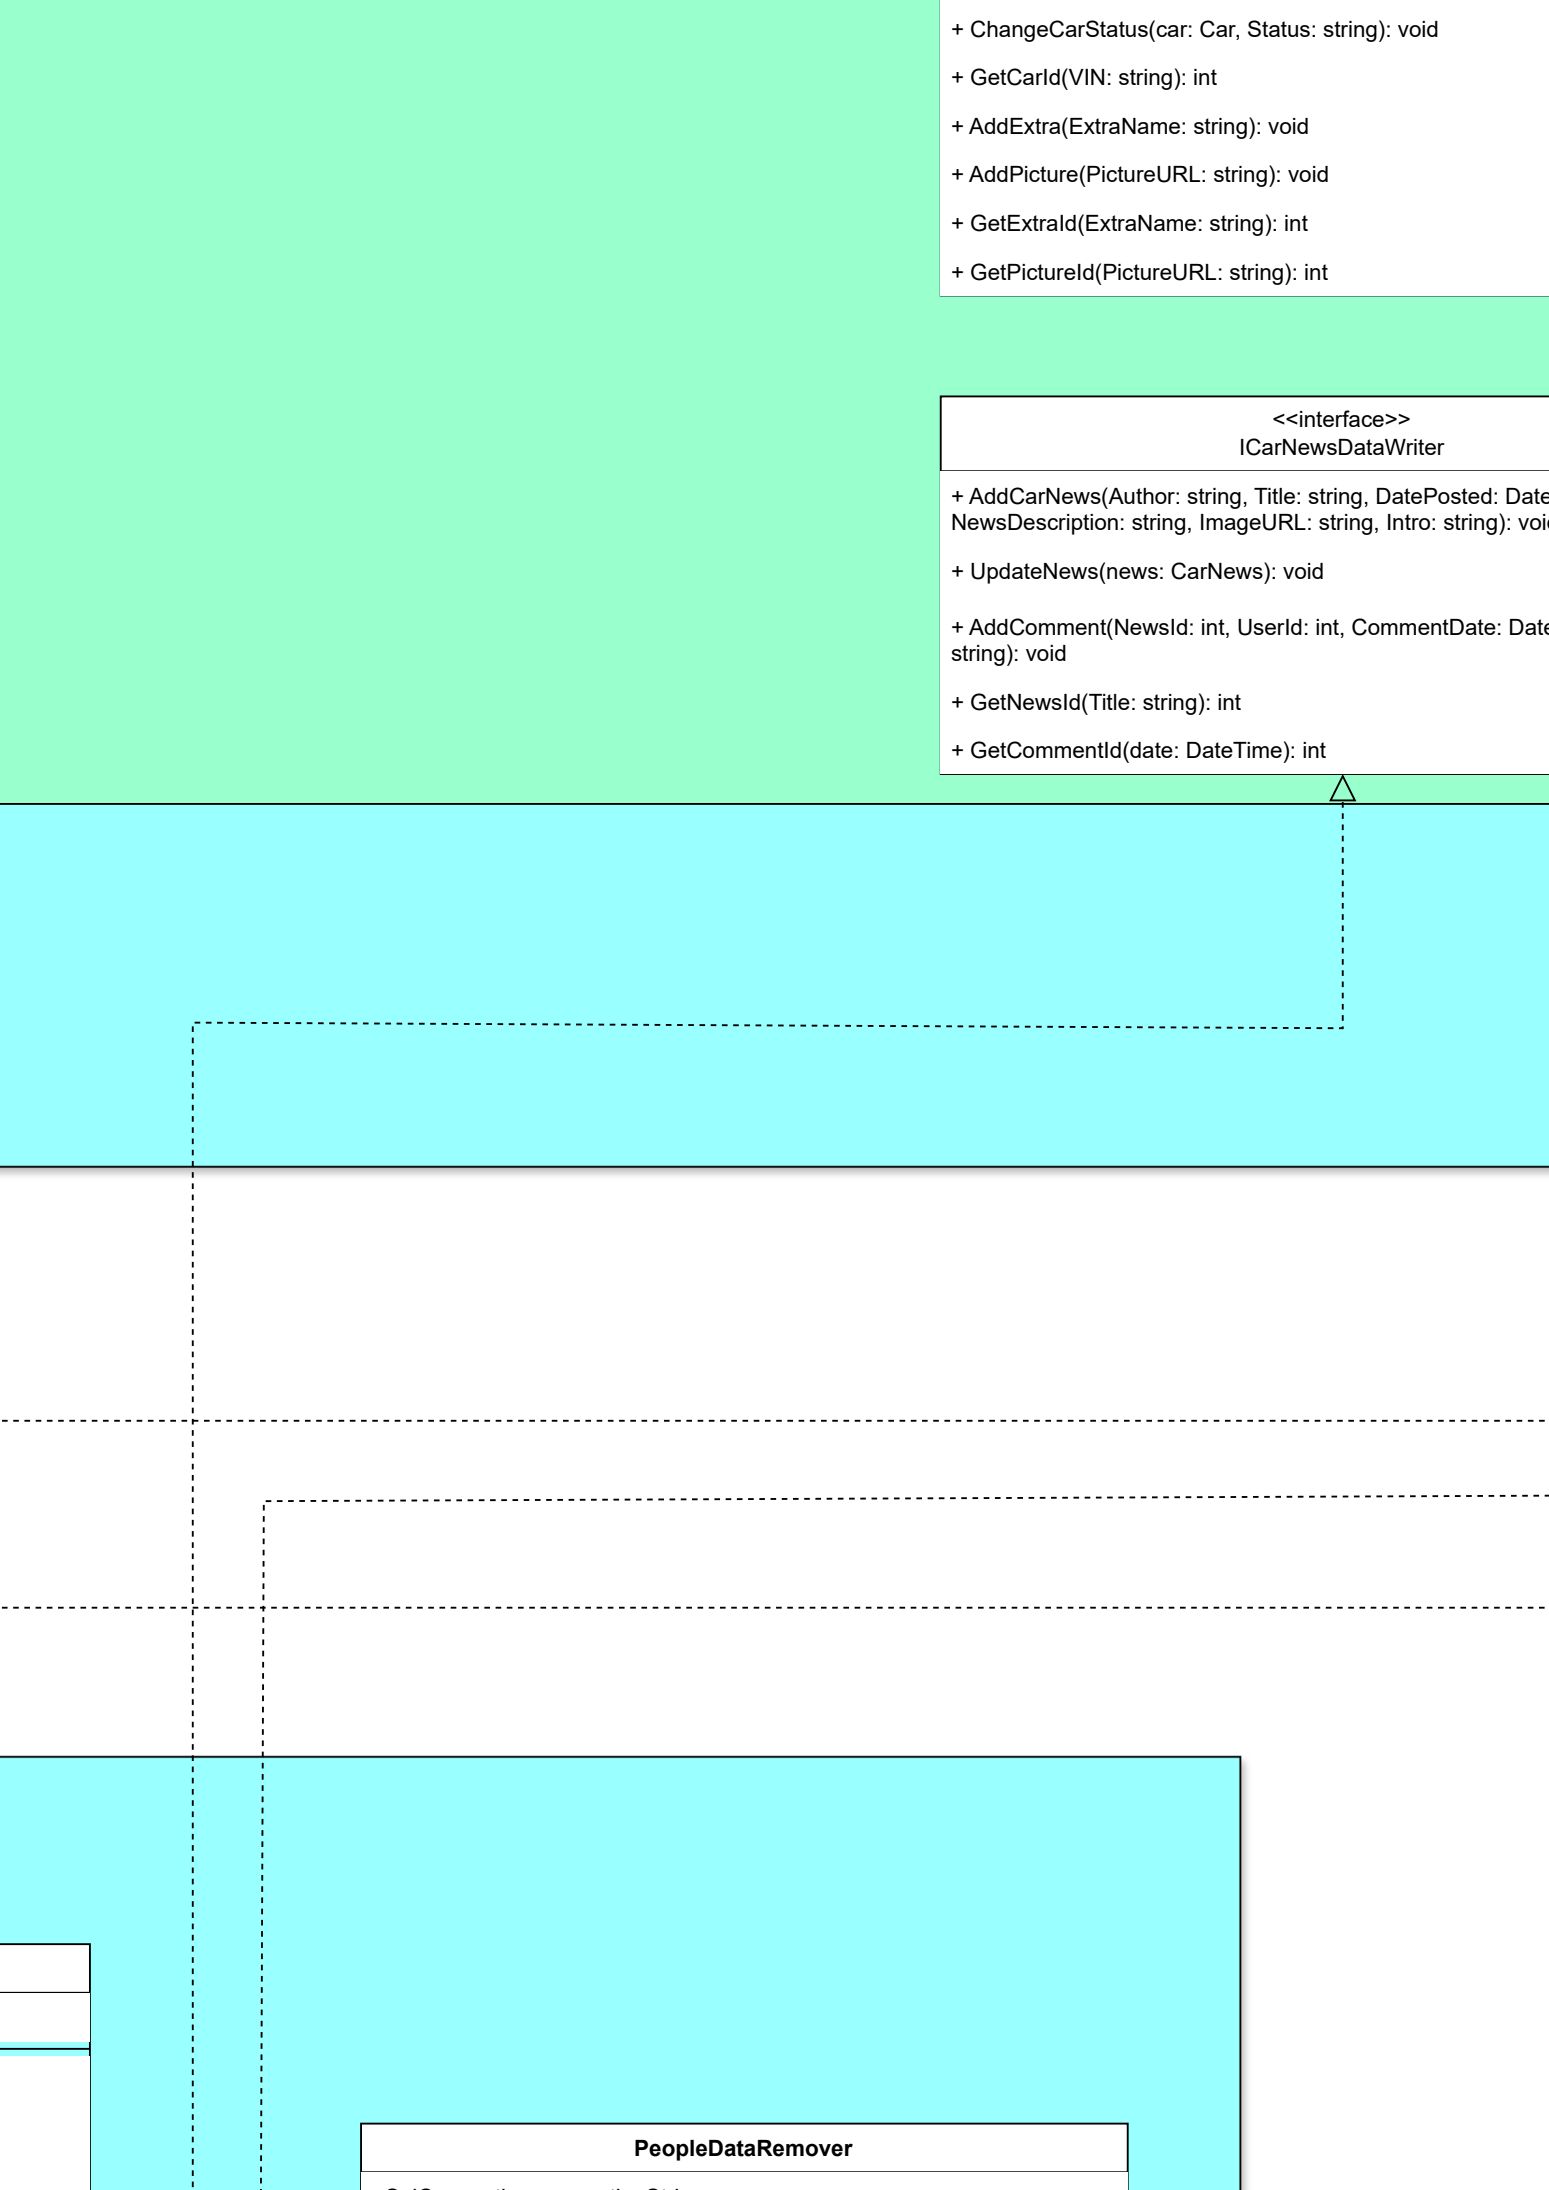 + ChangeCarStatus(car: Car, Status: string): void
+ GetCarId(VIN: string): int
+ AddExtra(ExtraName: string): void
+ AddPicture(PictureURL: string): void
+ GetExtraId(ExtraName: string): int
+ GetPictureId(PictureURL: string): int
<<interface>>
ICarNewsDataWriter
+ AddCarNews(Author: string, Title: string, DatePosted: Date
NewsDescription: string, ImageURL: string, Intro: string):
+ UpdateNews(news: CarNews): void
+ AddComment(NewsId: int, UserId: int, CommentDate: Date
string): void
+ GetNewsId(Title: string): int
+ GetCommentId(date: DateTime): int
PeopleDataRemover